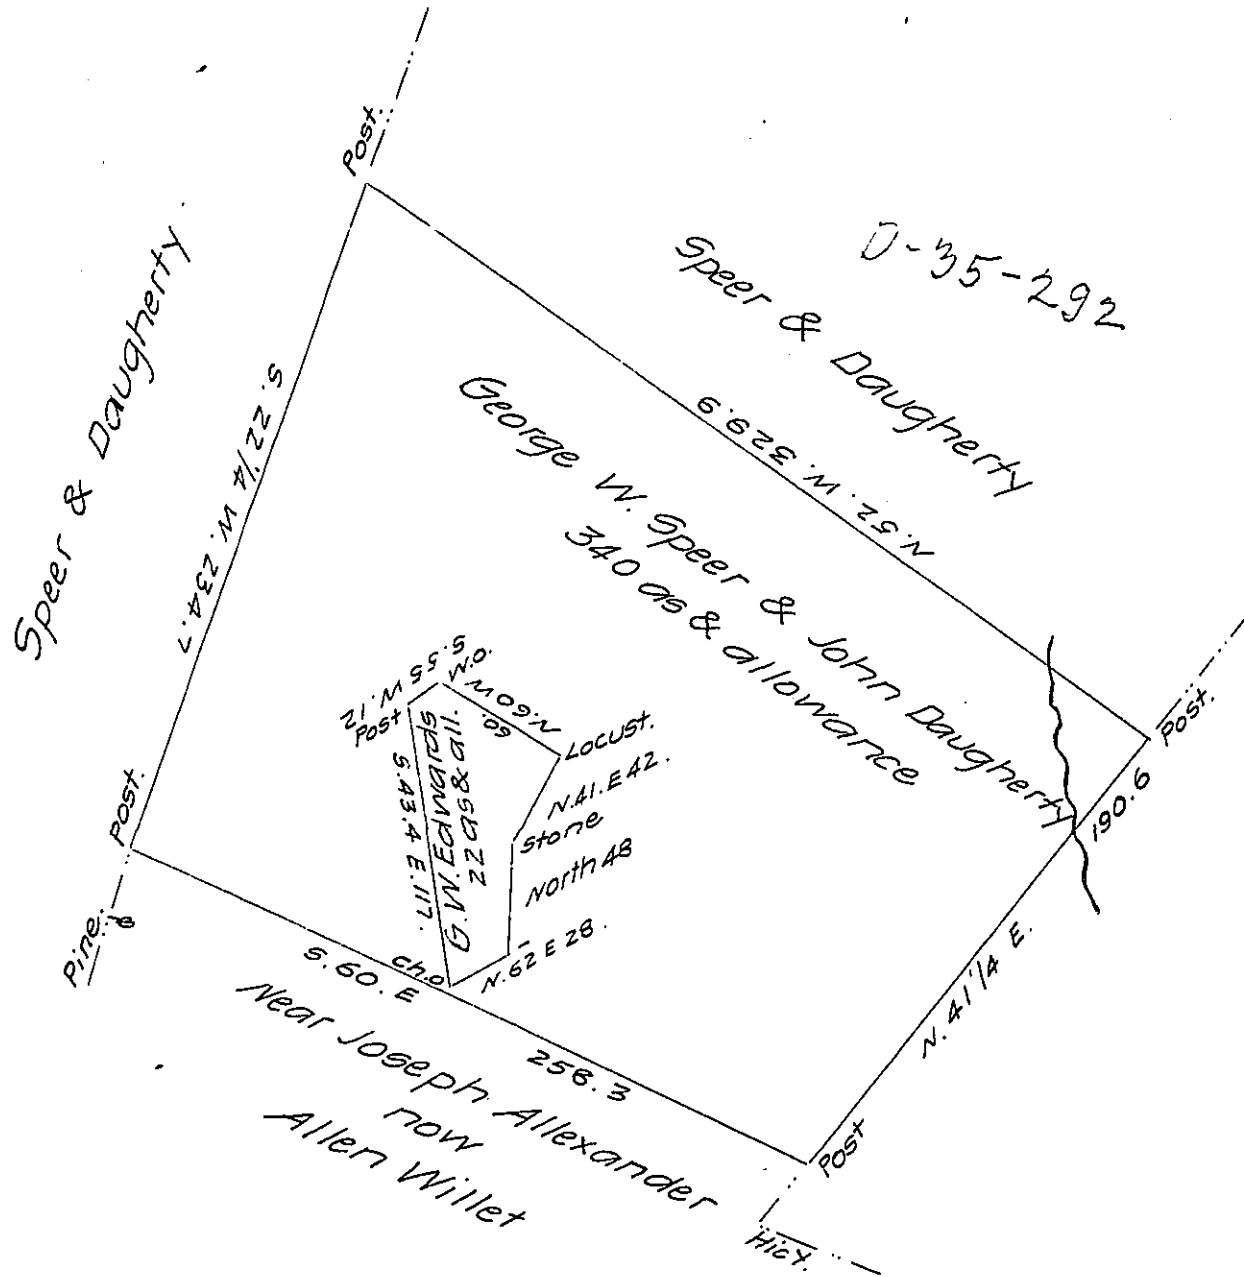 Post.
D-35-292
Speer & Daugherty
Speer & Daugherty
S. 22 1/4 W. 234.7
N. 52. W. 329.9
George W. Speer & John Daugherty
340 as & allowance
S. 55 W. 12
W.O.
Post
N. 60 W
60.
Locust.
N. 41. E 42.
Stone
North 48
N. 62 E 28.
G. W. Edwards
22 as & all.
S. 43.4 E. 117.
Ch.o
Post.
190.6
Post.
Pine.
S. 60. E
258.3
N. 41 1/4 E.
Near Joseph Allexander
now
Allen Willet
Post
Hicy.